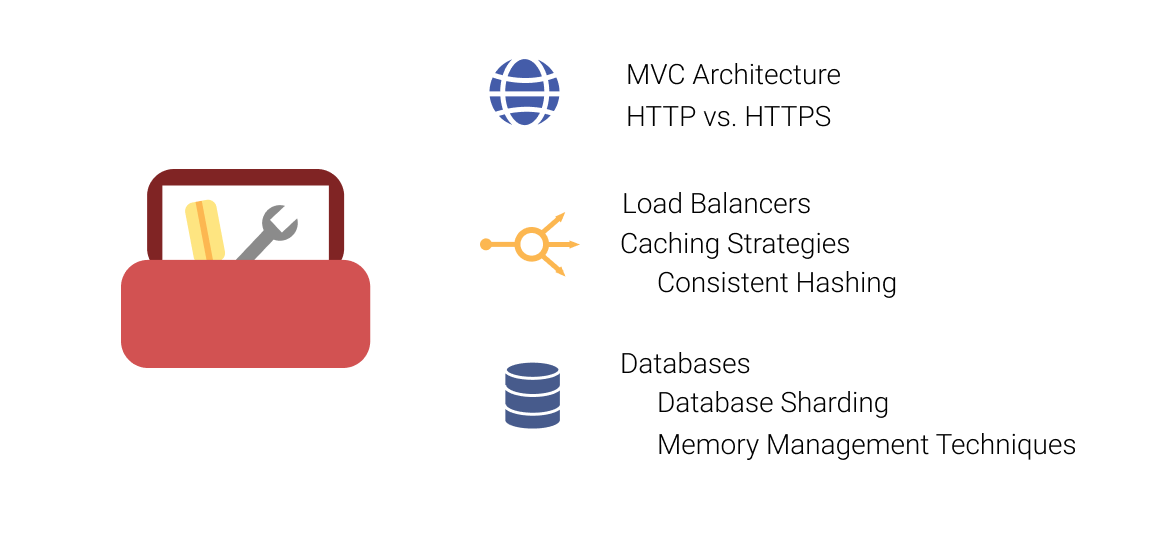 MVC Architecture
HTTP vs. HTTPS
Load Balancers
Caching Strategies
Consistent Hashing
Databases
Database Sharding
Memory Management Techniques